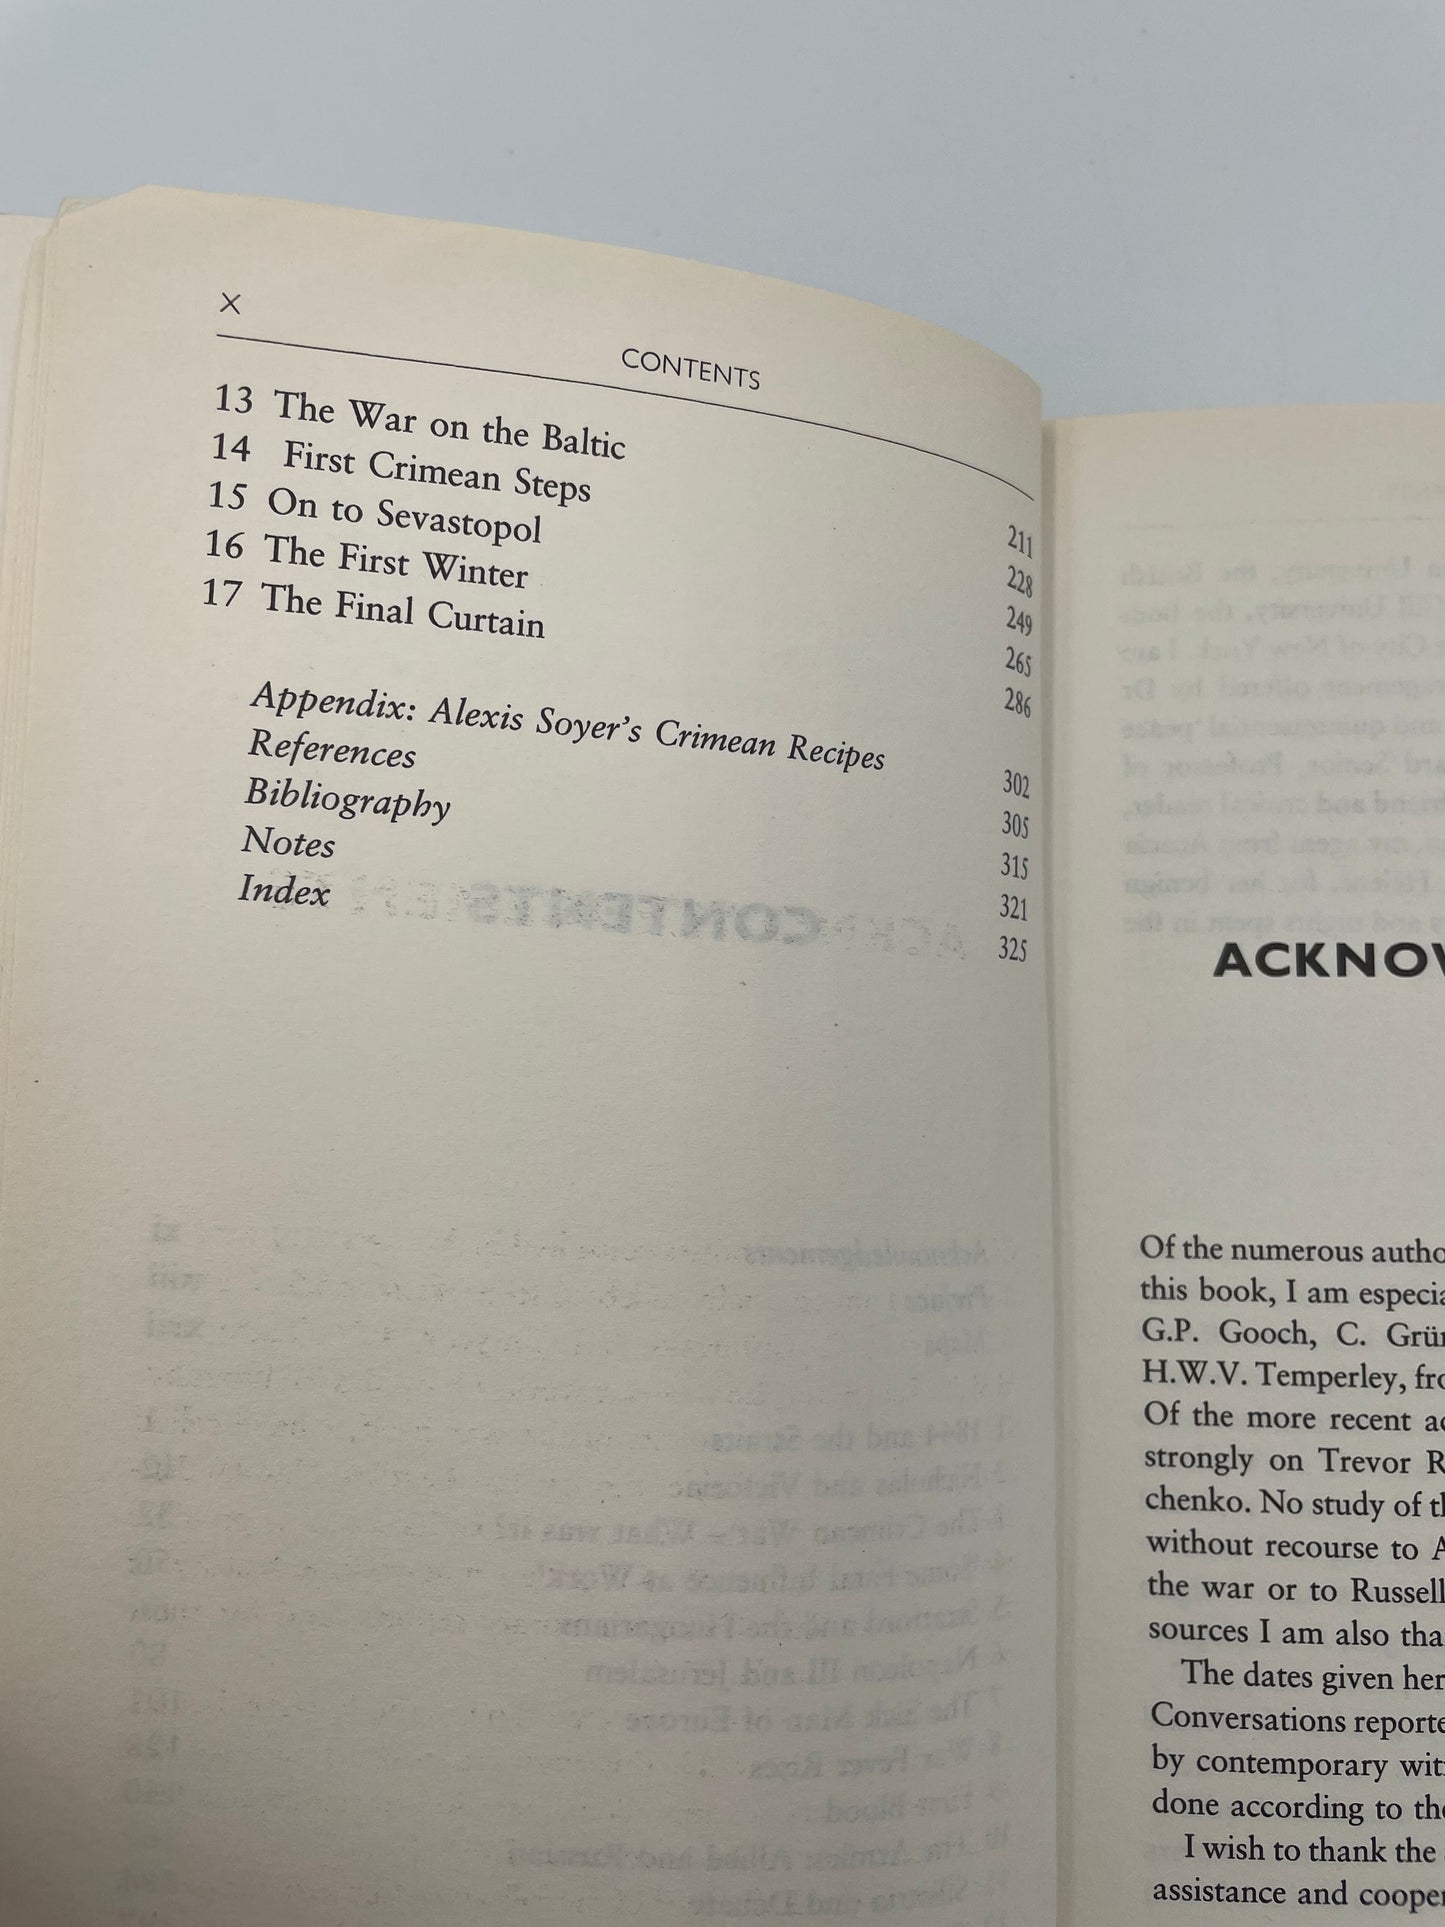 X
CONTENTS
13 The War on the Baltic 211
14 First Crimean Steps 228
15 On to Sevastopol 249
16 The First Winter 265
17 The Final Curtain 286
Appendix: Alexis Soyer's Crimean Recipes 302
References 305
Bibliography 315
Notes 321
Index 325
ACKNOW
Of the numerous autho
this book, I am especia
G.P. Gooch, C. Grü
H.W.V. Temperley, fro
Of the more recent ac
strongly on Trevor R
chenko. No study of th
without recourse to A
the war or to Russell
sources I am also tha
The dates given her
Conversations reporte
by contemporary wit
done according to the
I wish to thank the
assistance and cooper